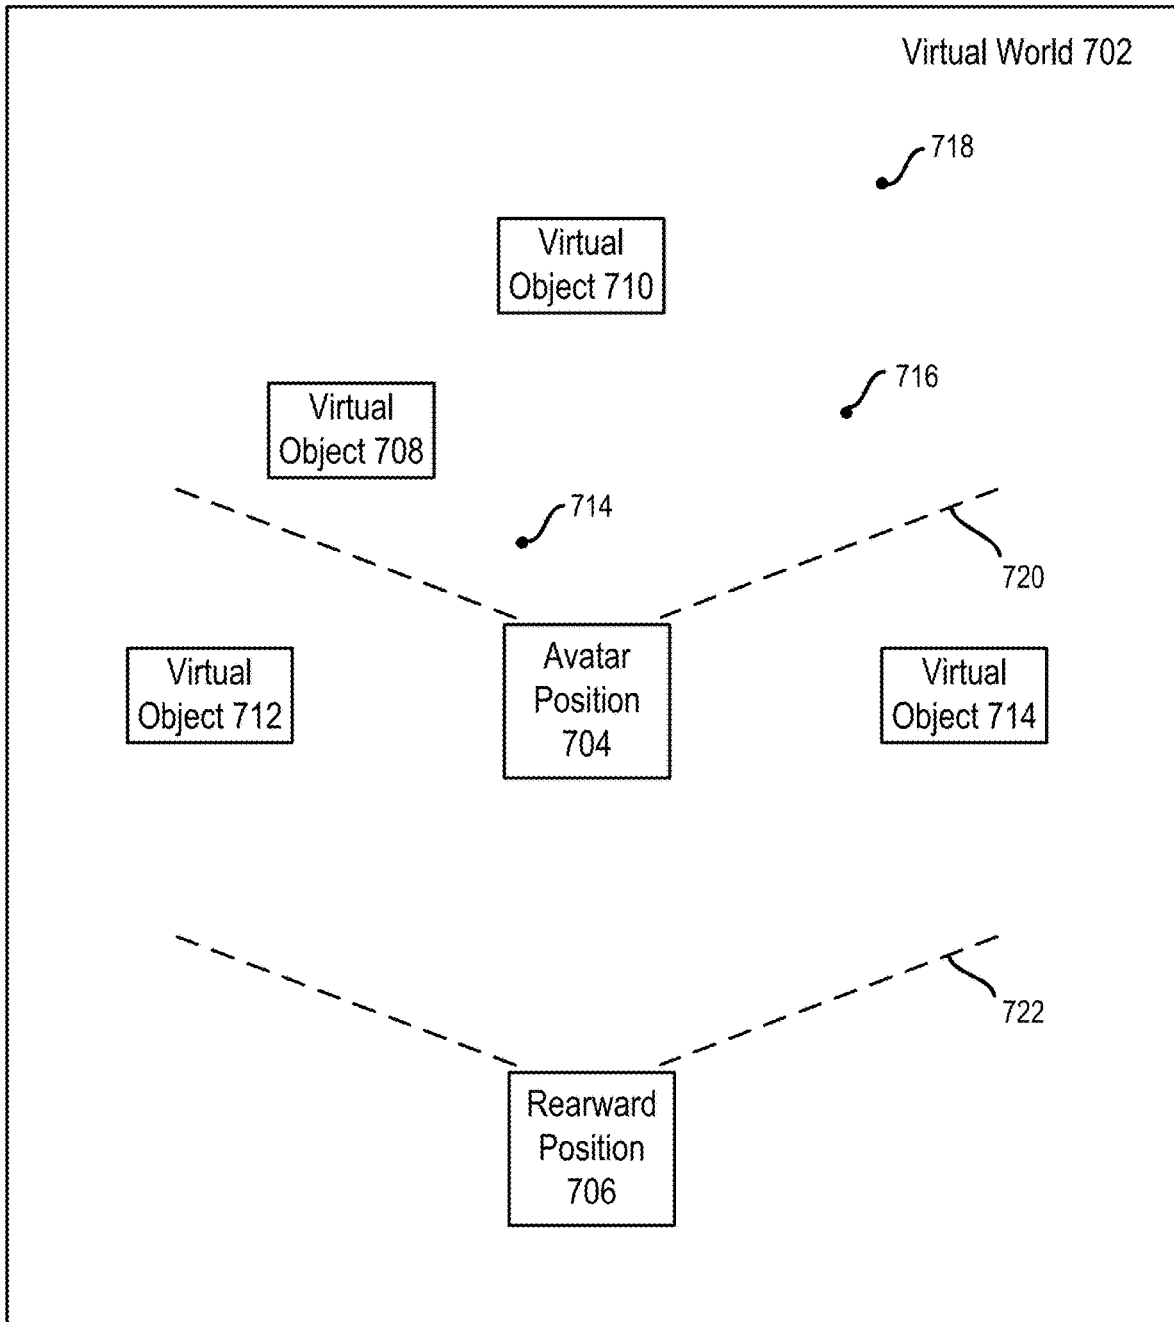 Virtual World 702
718
Virtual
Object 710
716
Virtual
Object 708
714
720
Avatar
Position
704
Virtual
Object 712
Virtual
Object 714
722
Rearward
Position
706